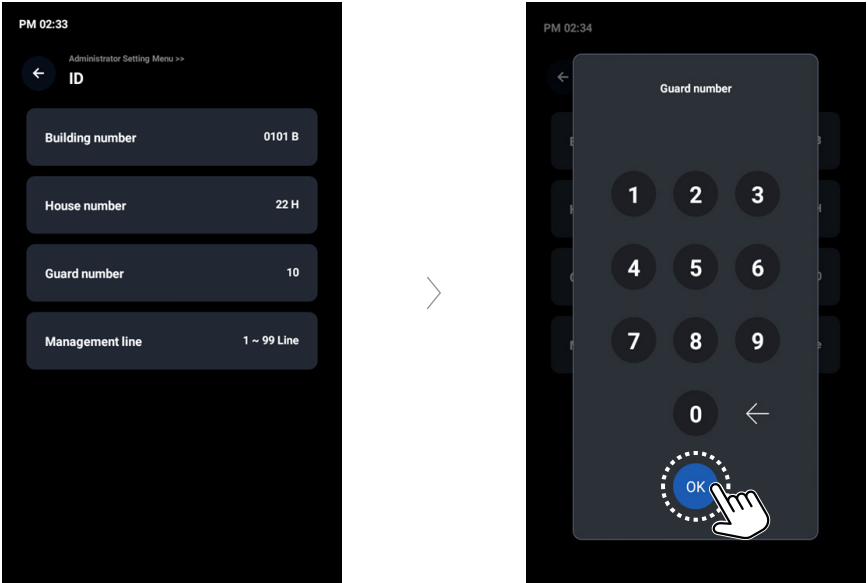 PM 02:33
Administrator Setting Menu >>
ID
Building number 0101 B
House number 22 H
Guard number 10
Management line 1 ~ 99 Line
PM 02:34
Guard number
1 2 3
4 5 6
7 8 9
0
OK